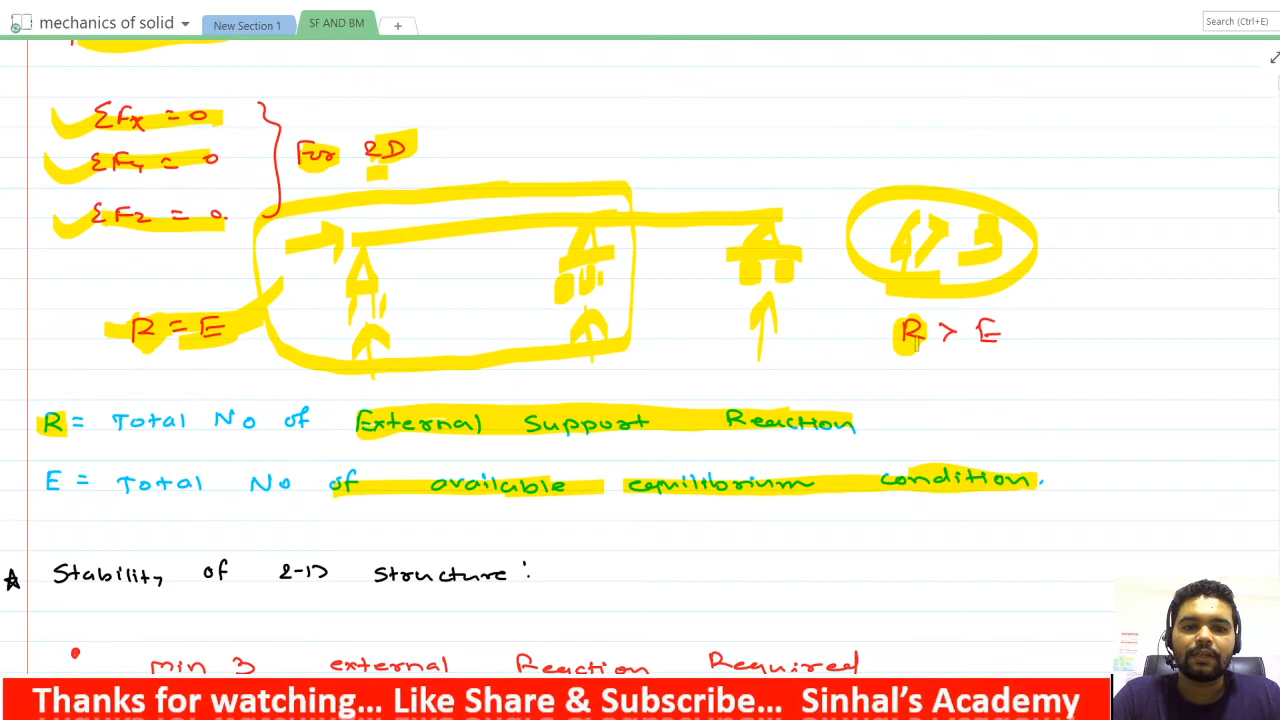 mechanics of solid
New Section 1
SF AND BM
+
Search (Ctrl+E)
ΣFx = 0
ΣFy = 0
ΣFz = 0.
For 2D
4 > 3
R = E
R > E
R = Total No of External Support Reaction
E = Total No of available equilibrium condition.
Stability of 2-D Structure :
min 3 external Reaction Required
Thanks for watching... Like Share & Subscribe... Sinhal's Academy